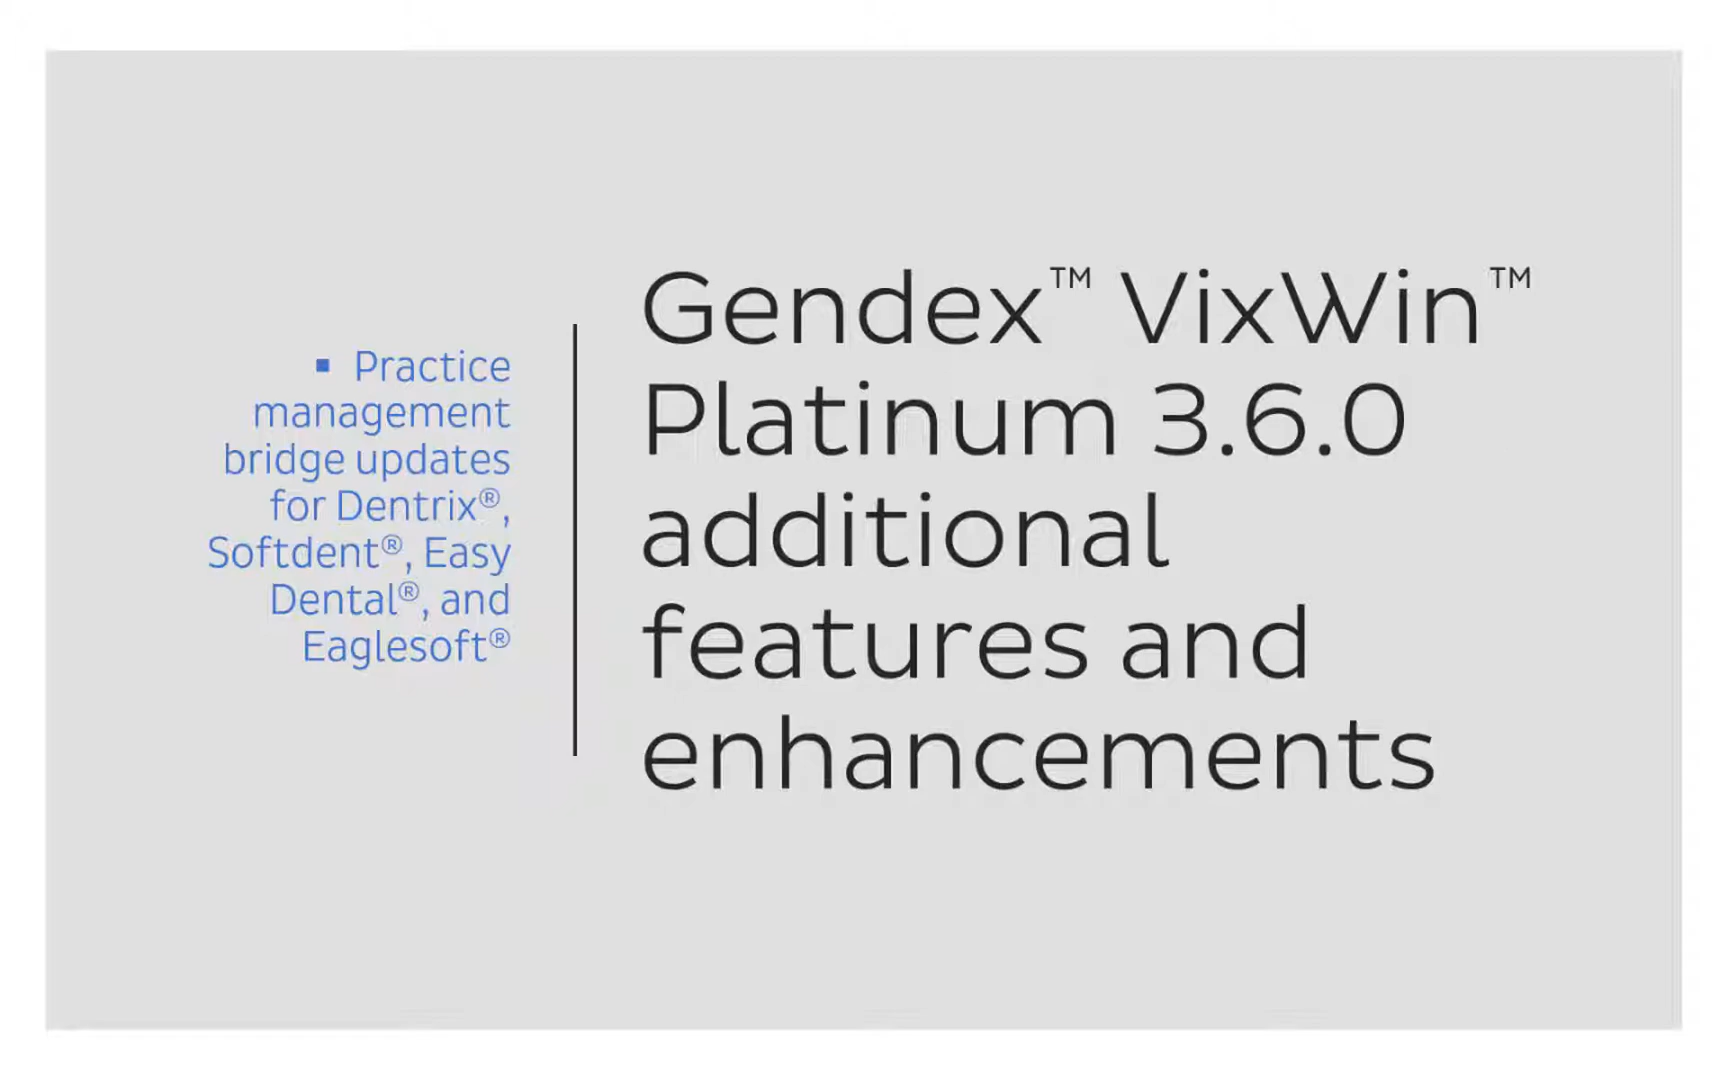 ▪ Practice
management
bridge updates
for Dentrix®,
Softdent®, Easy
Dental®, and
Eaglesoft®
Gendex™ VixWin™
Platinum 3.6.0
additional
features and
enhancements